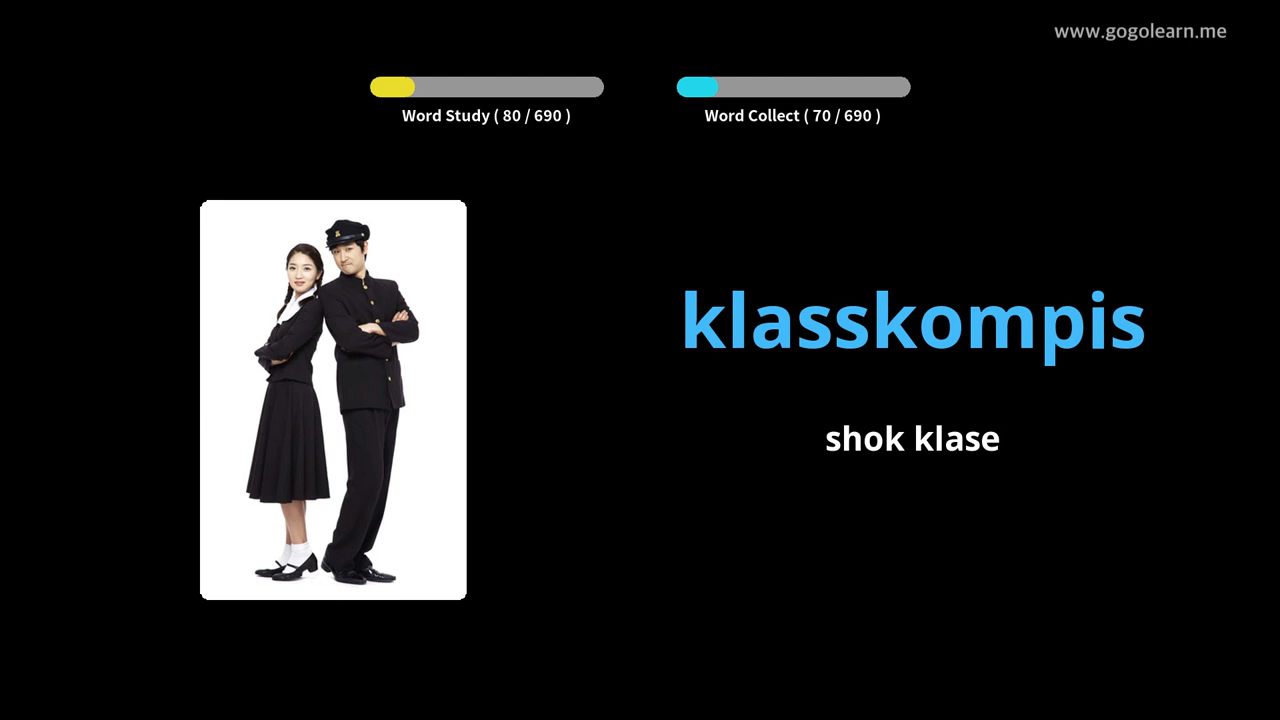 www.gogolearn.me
Word Study ( 80 / 690 )
Word Collect ( 70 / 690 )
klasskompis
shok klase